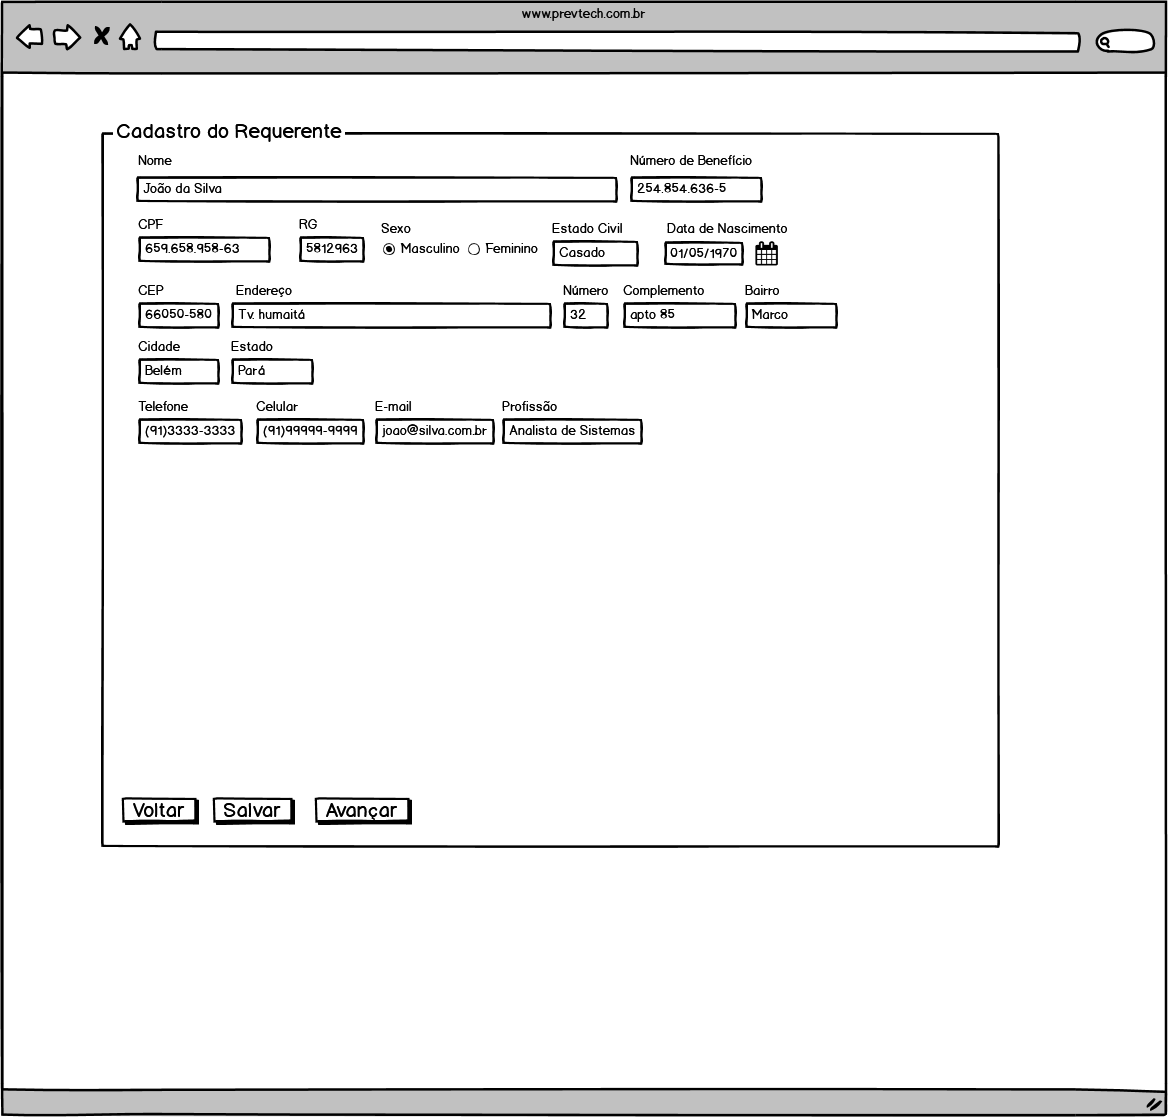 www.prevtech.com.br
Cadastro do Requerente
Nome Número de Benefício
João da Silva 254.854.636-5
CPF RG Sexo Estado Civil Data de Nascimento
659.658.958-63 5812963 Masculino Feminino Casado 01/05/1970
CEP Endereço Número Complemento Bairro
66050-580 Tv. humaitá 32 apto 85 Marco
Cidade Estado
Belém Pará
Telefone Celular E-mail Profissão
(91)3333-3333 (91)99999-9999 joao@silva.com.br Analista de Sistemas
Voltar Salvar Avançar